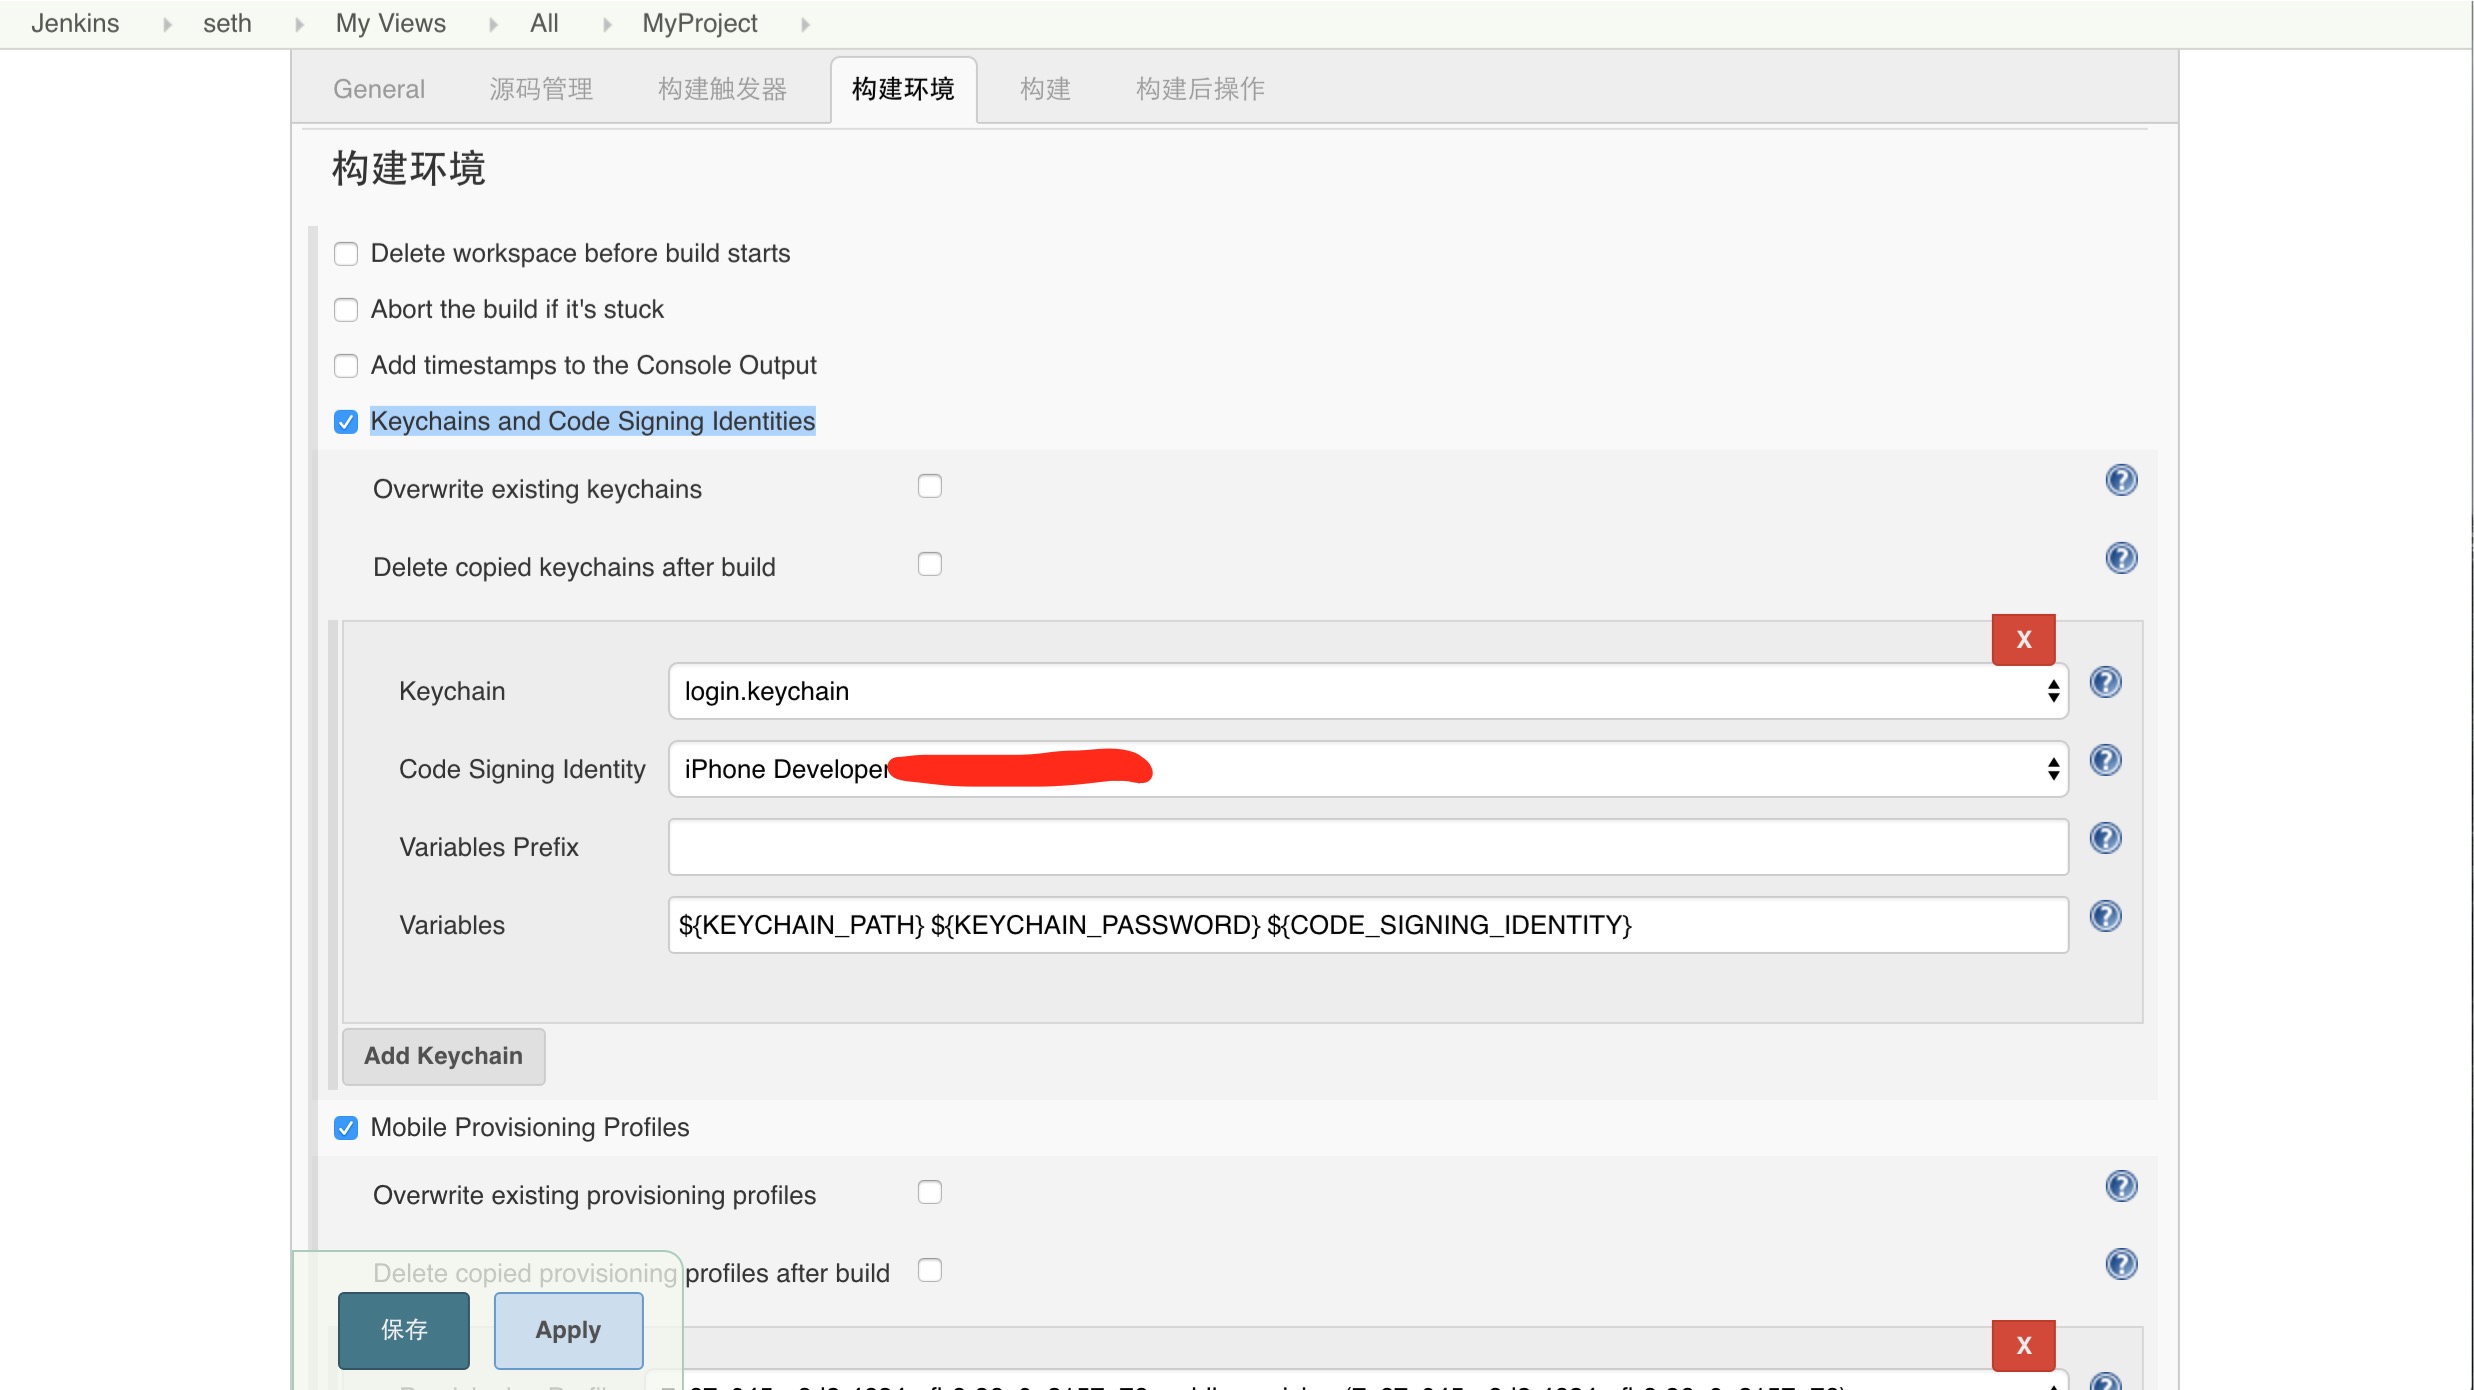 Jenkins seth My Views All MyProject
General 源码管理 构建触发器 构建环境 构建 构建后操作
构建环境
Delete workspace before build starts
Abort the build if it's stuck
Add timestamps to the Console Output
Keychains and Code Signing Identities
Overwrite existing keychains
Delete copied keychains after build
X
Keychain login.keychain
Code Signing Identity iPhone Developer
Variables Prefix
Variables ${KEYCHAIN_PATH} ${KEYCHAIN_PASSWORD} ${CODE_SIGNING_IDENTITY}
Add Keychain
Mobile Provisioning Profiles
Overwrite existing provisioning profiles
Delete copied provisioning profiles after build
保存 Apply
X